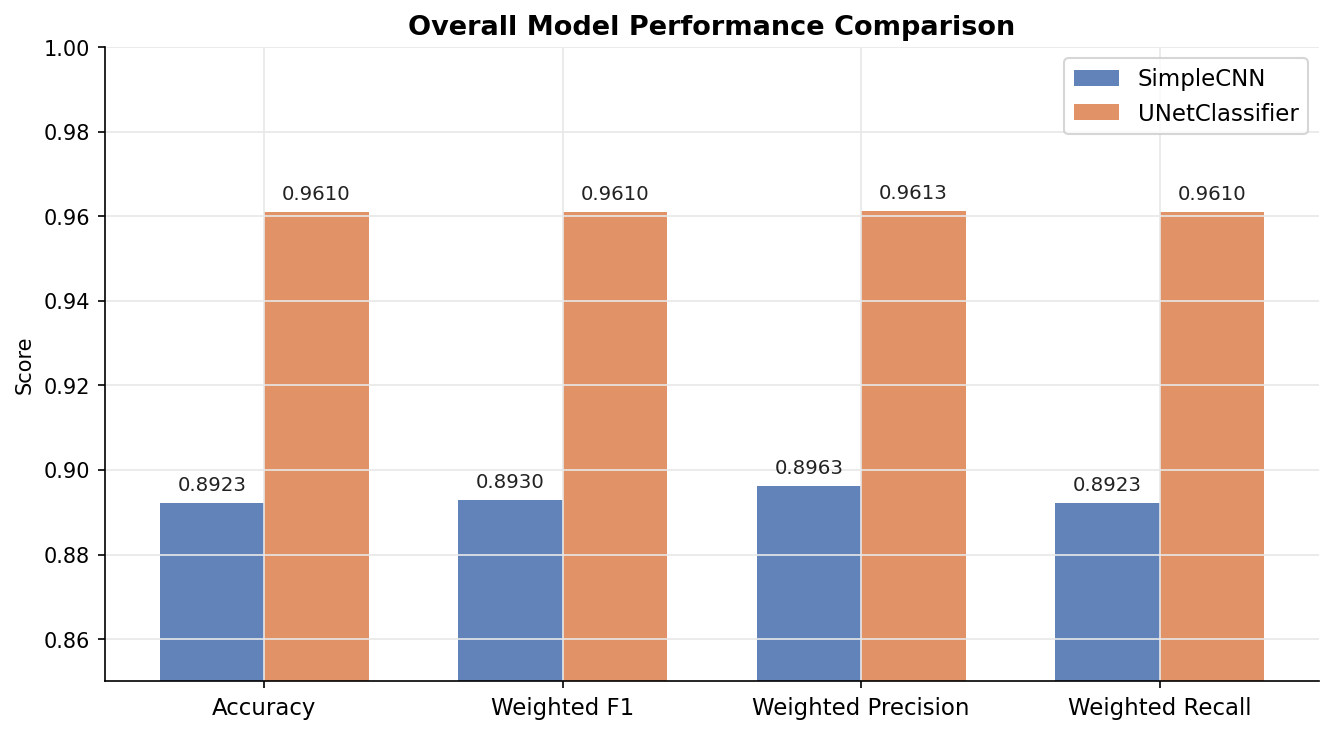 Overall Model Performance Comparison
SimpleCNN
UNetClassifier
Score
1.00
0.98
0.96
0.94
0.92
0.90
0.88
0.86
0.8923
0.9610
0.8930
0.9610
0.8963
0.9613
0.8923
0.9610
Accuracy
Weighted F1
Weighted Precision
Weighted Recall